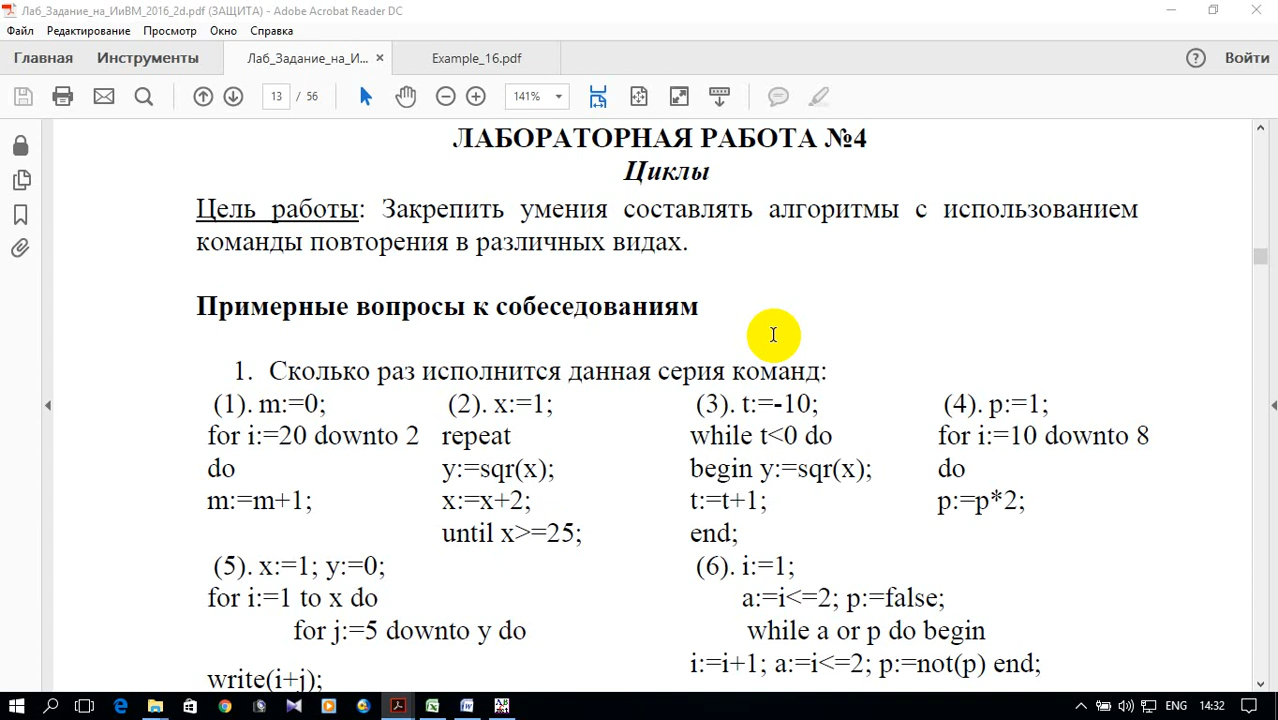 Лаб_Задание_на_ИиВМ_2016_2d.pdf (ЗАЩИТА) - Adobe Acrobat Reader DC
Файл Редактирование Просмотр Окно Справка
Главная Инструменты Лаб_Задание_на_И... × Example_16.pdf Войти
13 / 56 141%
ЛАБОРАТОРНАЯ РАБОТА №4
Циклы
Цель работы: Закрепить умения составлять алгоритмы с использованием
команды повторения в различных видах.
Примерные вопросы к собеседованиям
1. Сколько раз исполнится данная серия команд:
(1). m:=0;
for i:=20 downto 2
do
m:=m+1;
(2). x:=1;
repeat
y:=sqr(x);
x:=x+2;
until x>=25;
(3). t:=-10;
while t<0 do
begin y:=sqr(x);
t:=t+1;
end;
(4). p:=1;
for i:=10 downto 8
do
p:=p*2;
(5). x:=1; y:=0;
for i:=1 to x do
for j:=5 downto y do
write(i+j);
(6). i:=1;
a:=i<=2; p:=false;
while a or p do begin
i:=i+1; a:=i<=2; p:=not(p) end;
ENG 14:32